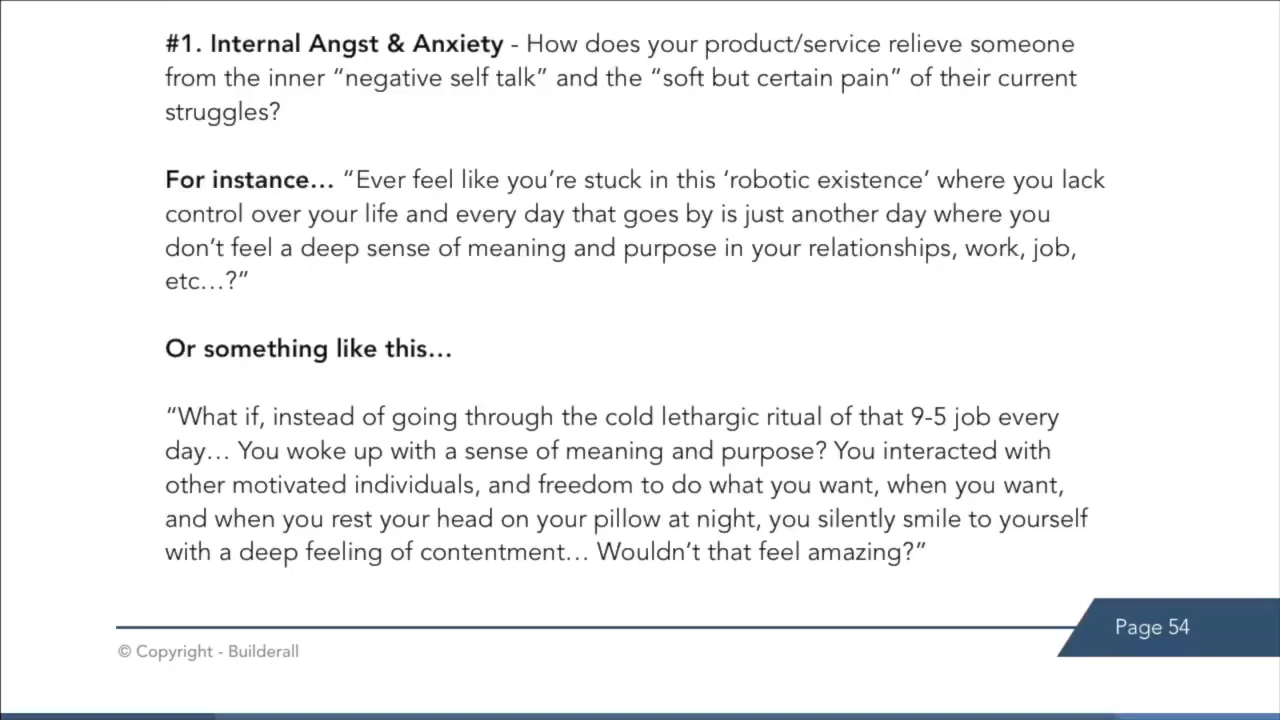 #1. Internal Angst & Anxiety - How does your product/service relieve someone
from the inner “negative self talk” and the “soft but certain pain” of their current
struggles?
For instance… “Ever feel like you’re stuck in this ‘robotic existence’ where you lack
control over your life and every day that goes by is just another day where you
don’t feel a deep sense of meaning and purpose in your relationships, work, job,
etc…?”
Or something like this…
“What if, instead of going through the cold lethargic ritual of that 9-5 job every
day… You woke up with a sense of meaning and purpose? You interacted with
other motivated individuals, and freedom to do what you want, when you want,
and when you rest your head on your pillow at night, you silently smile to yourself
with a deep feeling of contentment… Wouldn’t that feel amazing?”
Page 54
© Copyright - Builderall